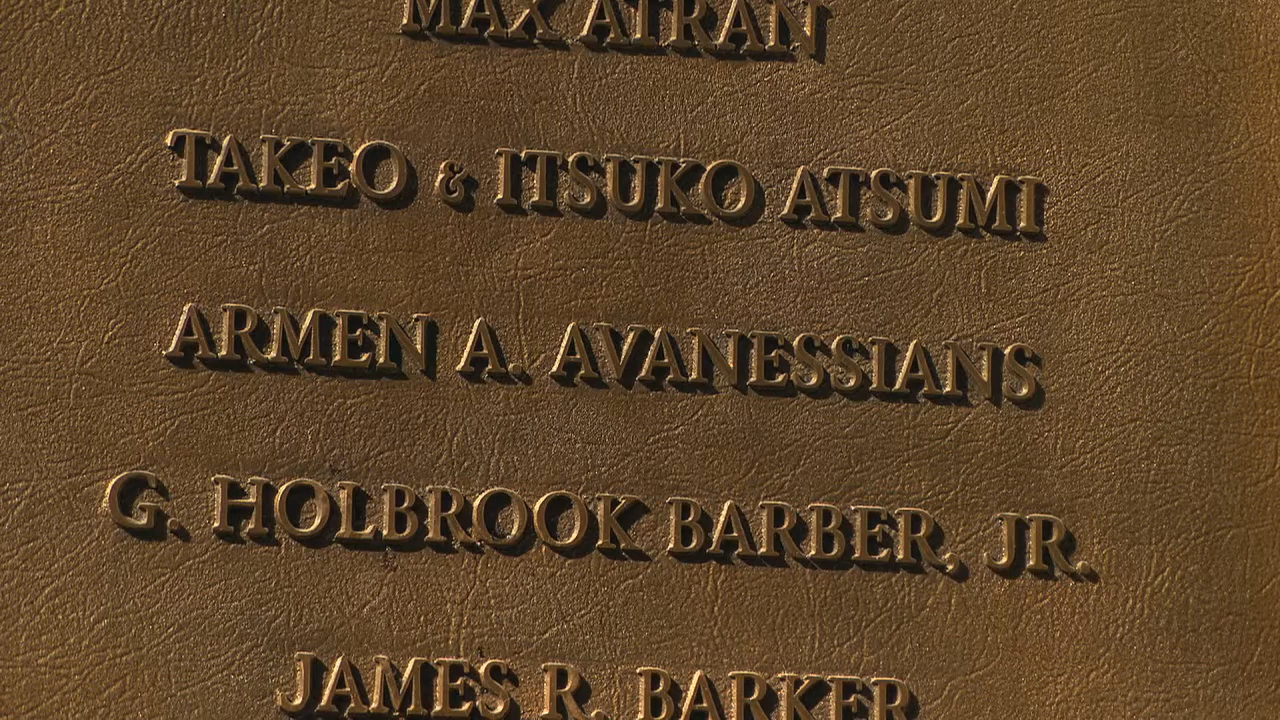 MAX ATRAN
TAKEO & ITSUKO ATSUMI
ARMEN A. AVANESSIANS
G. HOLBROOK BARBER, JR.
JAMES R. BARKER